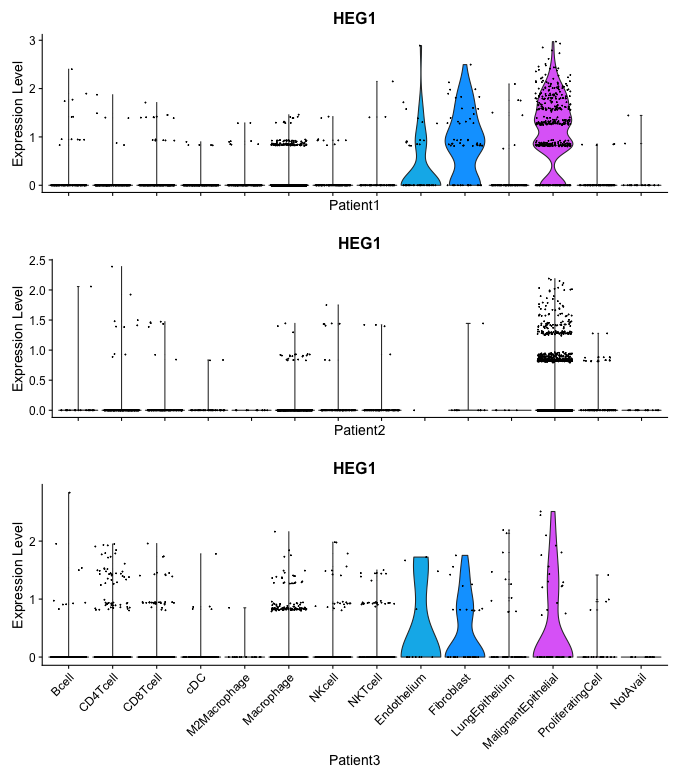 HEG1
Expression Level
3
2
1
0
Patient1
HEG1
Expression Level
2.5
2.0
1.5
1.0
0.5
0.0
Patient2
HEG1
Expression Level
2
1
0
Bcell
CD4Tcell
CD8Tcell
cDC
M2Macrophage
Macrophage
NKcell
NKTcell
Endothelium
Fibroblast
LungEpithelium
MalignantEpithelial
ProliferatingCell
NotAvail
Patient3